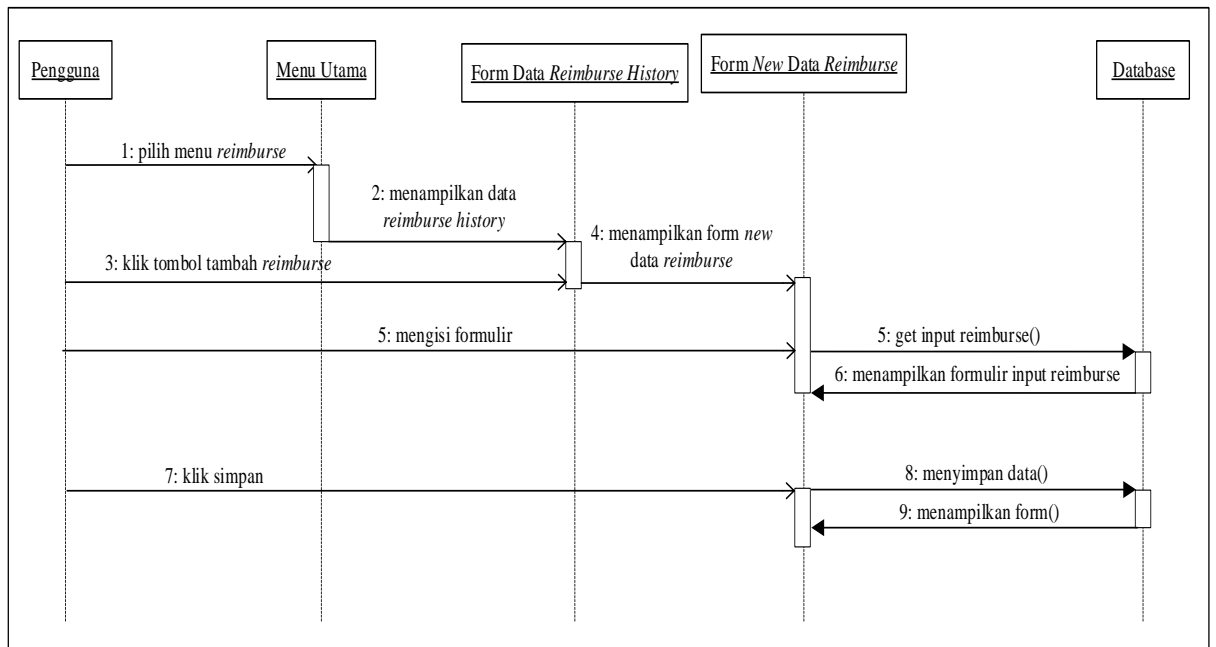 Pengguna
Menu Utama
Form Data Reimburse History
Form New Data Reimburse
Database
1: pilih menu reimburse
2: menampilkan data
reimburse history
3: klik tombol tambah reimburse
4: menampilkan form new
data reimburse
5: mengisi formulir
5: get input reimburse()
6: menampilkan formulir input reimburse
7: klik simpan
8: menyimpan data()
9: menampilkan form()